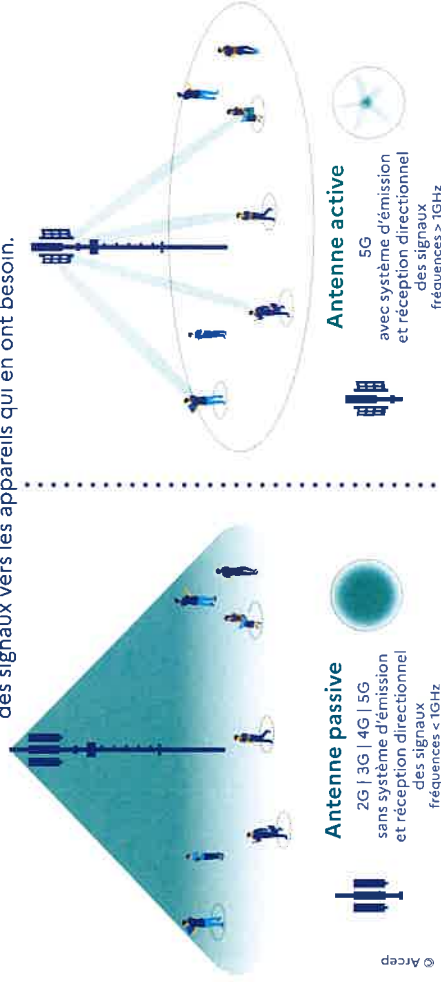 des signaux vers les appareils qui en ont besoin.
Antenne passive
2G | 3G | 4G | 5G
sans système d'émission
et réception directionnel
des signaux
fréquences < 1GHz
Antenne active
5G
avec système d'émission
et réception directionnel
des signaux
fréquences > 1GHz
© Arcep